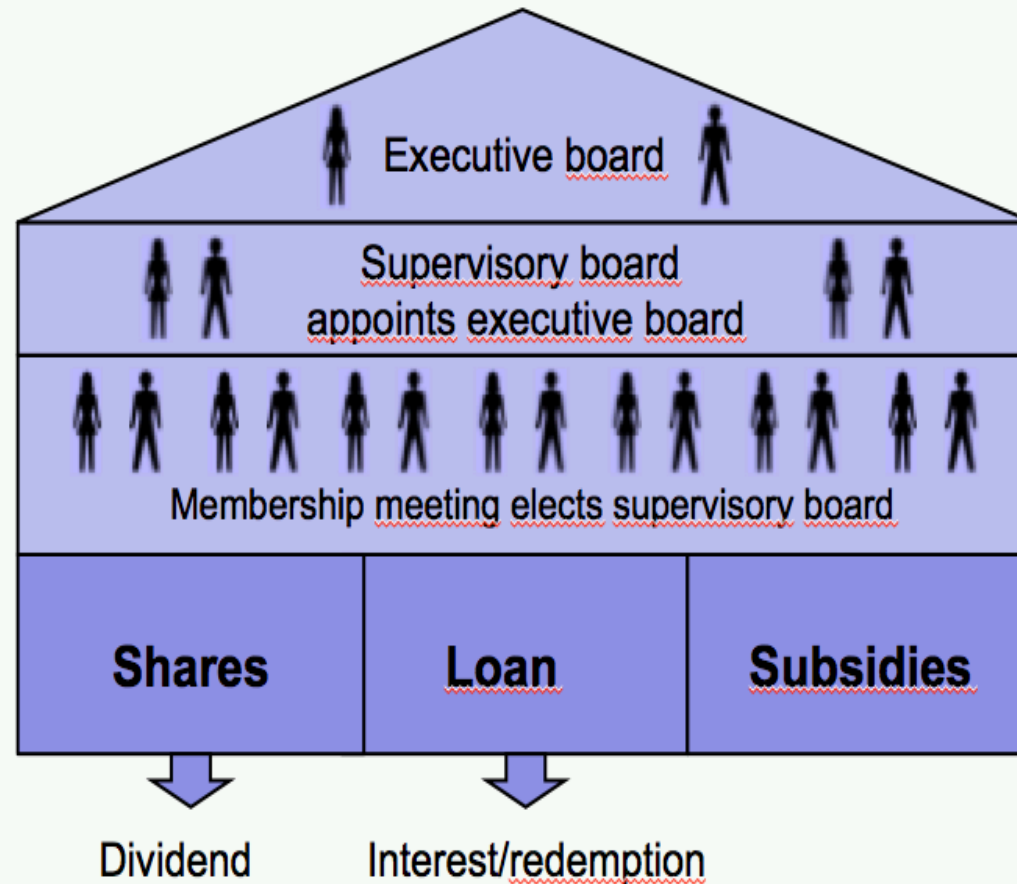 Executive board
Supervisory board
appoints executive board
Membership meeting elects supervisory board
Shares
Loan
Subsidies
Dividend
Interest/redemption